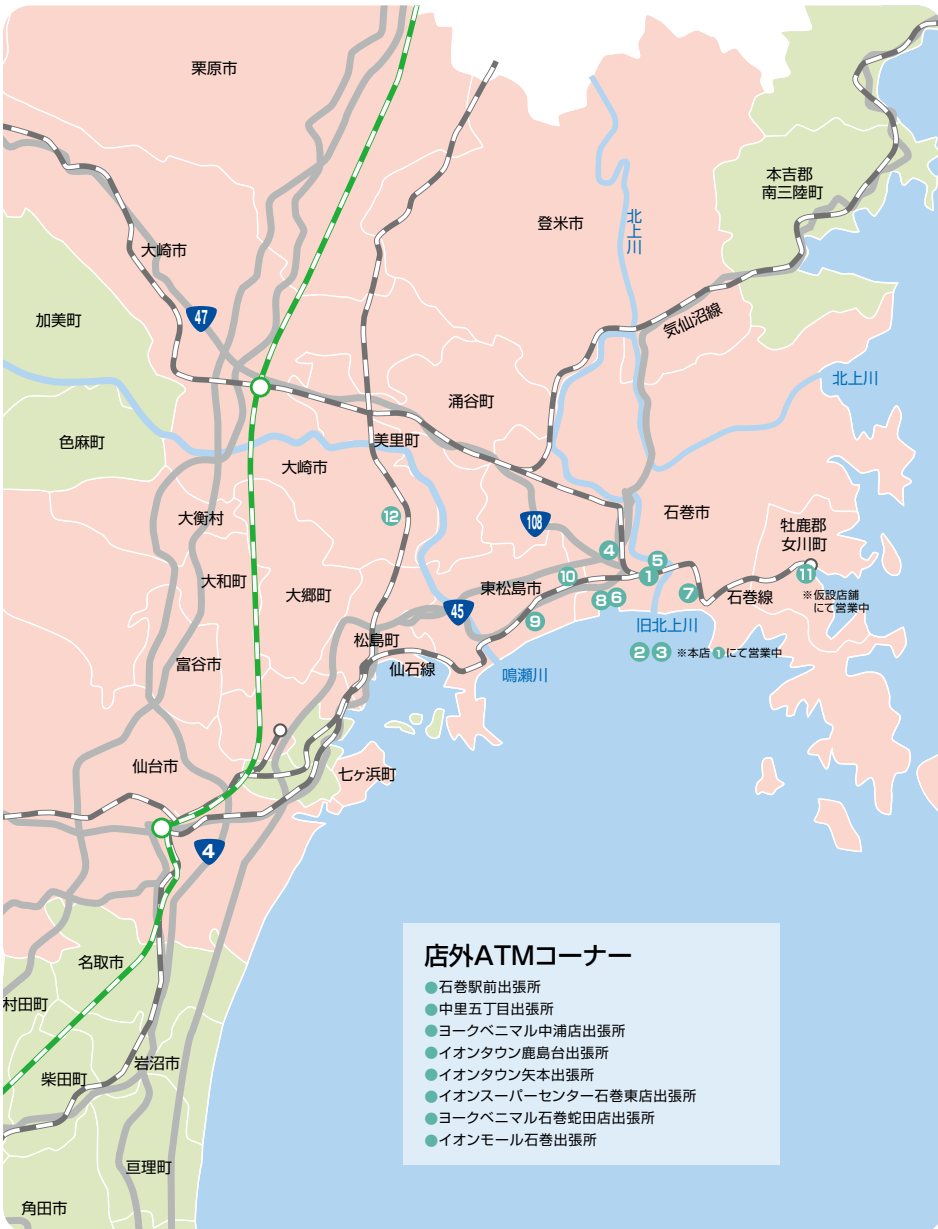 栗原市
本吉郡
南三陸町
登米市
北上川
大崎市
加美町
47
気仙沼線
北上川
涌谷町
色麻町
美里町
大崎市
12
大衡村
108
石巻市
牡鹿郡
女川町
4
5
大和町
東松島市
10
1
11
大郷町
8
6
7
石巻線
※仮設店舗
にて営業中
45
9
旧北上川
松島町
2 3 ※本店1にて営業中
富谷市
仙石線
鳴瀬川
仙台市
七ヶ浜町
4
店外ATMコーナー
●石巻駅前出張所
●中里五丁目出張所
●ヨークベニマル中浦店出張所
●イオンタウン鹿島台出張所
●イオンタウン矢本出張所
●イオンスーパーセンター石巻東店出張所
●ヨークベニマル石巻蛇田店出張所
●イオンモール石巻出張所
名取市
村田町
岩沼市
柴田町
亘理町
角田市